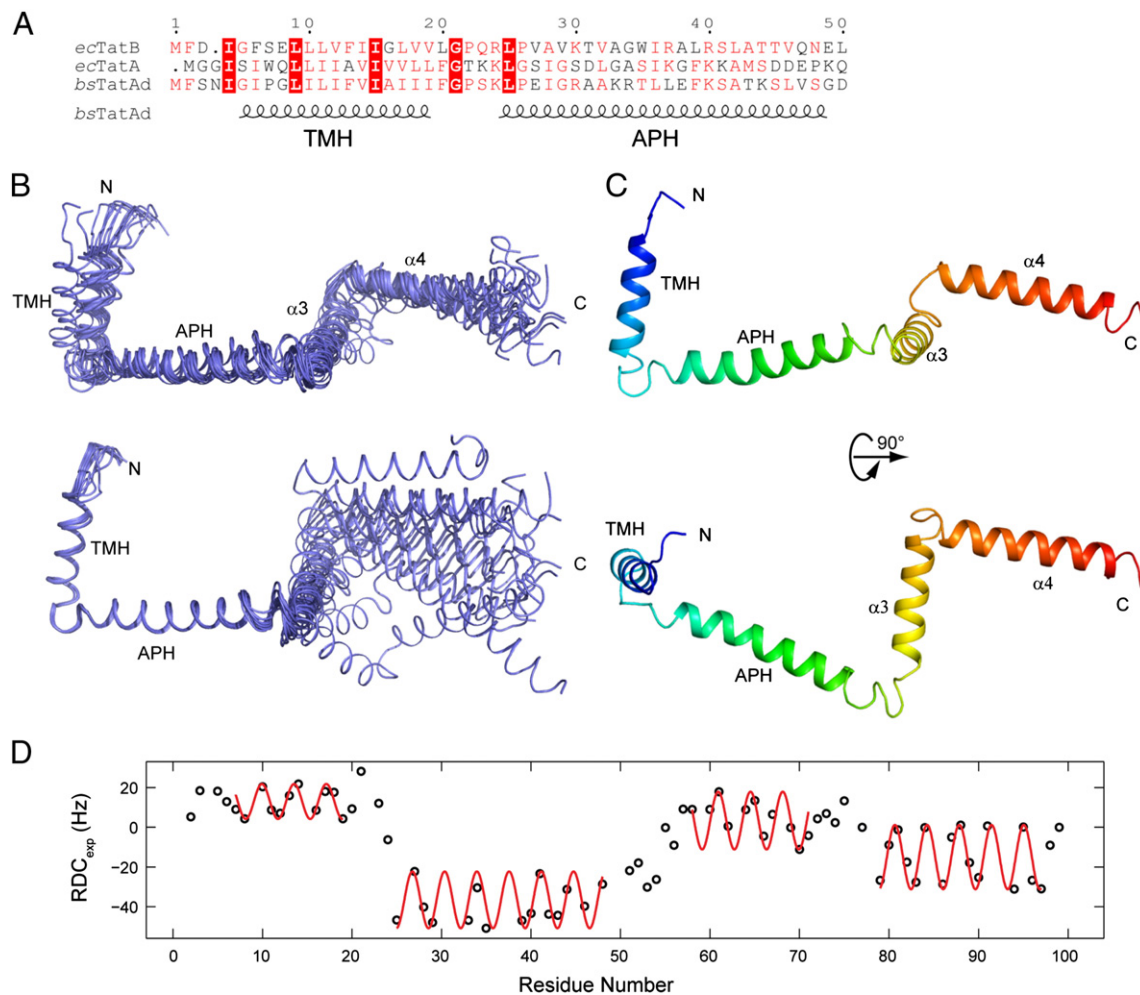 A
1 10 20 30 40 50
ecTatB MFD.IGFSELLLVFIIGLVVLGPQRLPVAVKTVAGWIRALRSLATTVQNEL
ecTatA .MGGISIWQLLIIAVIVVLLFGTKKLGSIGSDLGASIKGFKKAMSDDEPKQ
bsTatAd MFSNIGIPGLILIFVIAIIIFGPSKLPEIGRAAKRTLLEFKSATKSLVSGD
bsTatAd
TMH APH
B
N
TMH
APH
α3
α4
C
C
N
TMH
APH
α3
α4
C
N
TMH
APH
C
90°
TMH
N
APH
α3
α4
C
D
RDCexp (Hz)
20
0
−20
−40
0 10 20 30 40 50 60 70 80 90 100
Residue Number